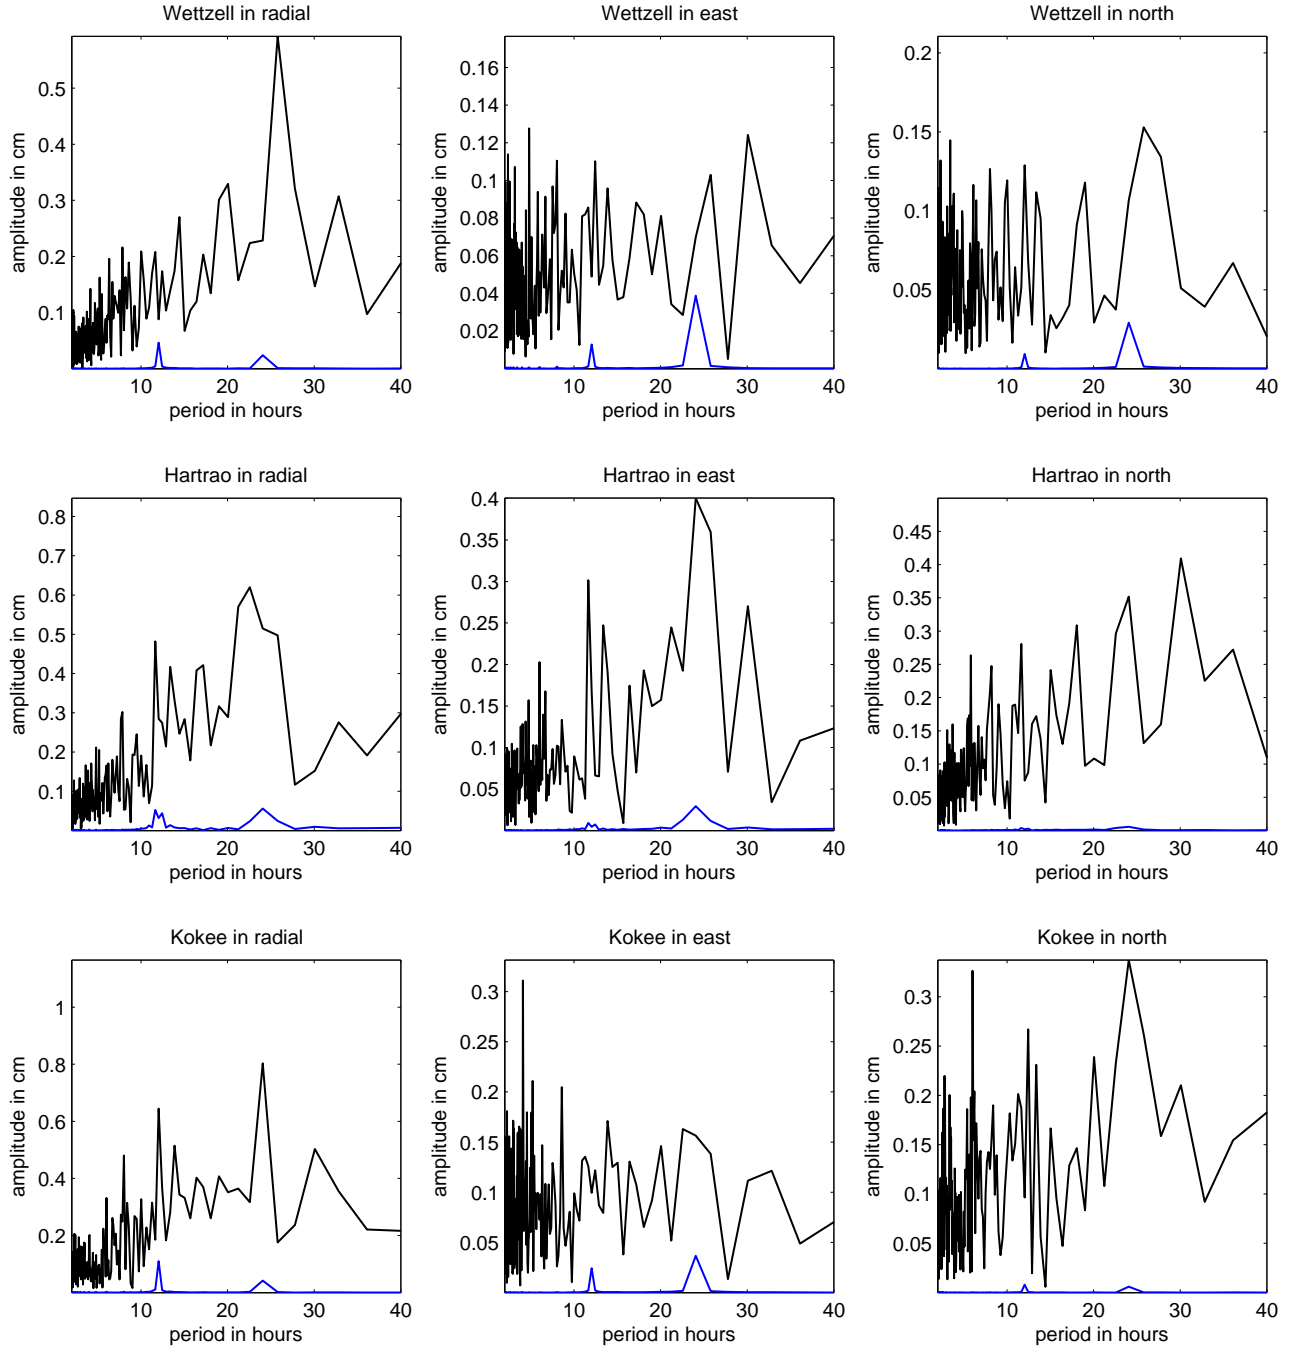 Wettzell in radial
amplitude in cm
0.5
0.4
0.3
0.2
0.1
10 20 30 40
period in hours
Wettzell in east
amplitude in cm
0.16
0.14
0.12
0.1
0.08
0.06
0.04
0.02
10 20 30 40
period in hours
Wettzell in north
amplitude in cm
0.2
0.15
0.1
0.05
10 20 30 40
period in hours
Hartrao in radial
amplitude in cm
0.8
0.7
0.6
0.5
0.4
0.3
0.2
0.1
10 20 30 40
period in hours
Hartrao in east
amplitude in cm
0.4
0.35
0.3
0.25
0.2
0.15
0.1
0.05
10 20 30 40
period in hours
Hartrao in north
amplitude in cm
0.45
0.4
0.35
0.3
0.25
0.2
0.15
0.1
0.05
10 20 30 40
period in hours
Kokee in radial
amplitude in cm
1
0.8
0.6
0.4
0.2
10 20 30 40
period in hours
Kokee in east
amplitude in cm
0.3
0.25
0.2
0.15
0.1
0.05
10 20 30 40
period in hours
Kokee in north
amplitude in cm
0.3
0.25
0.2
0.15
0.1
0.05
10 20 30 40
period in hours